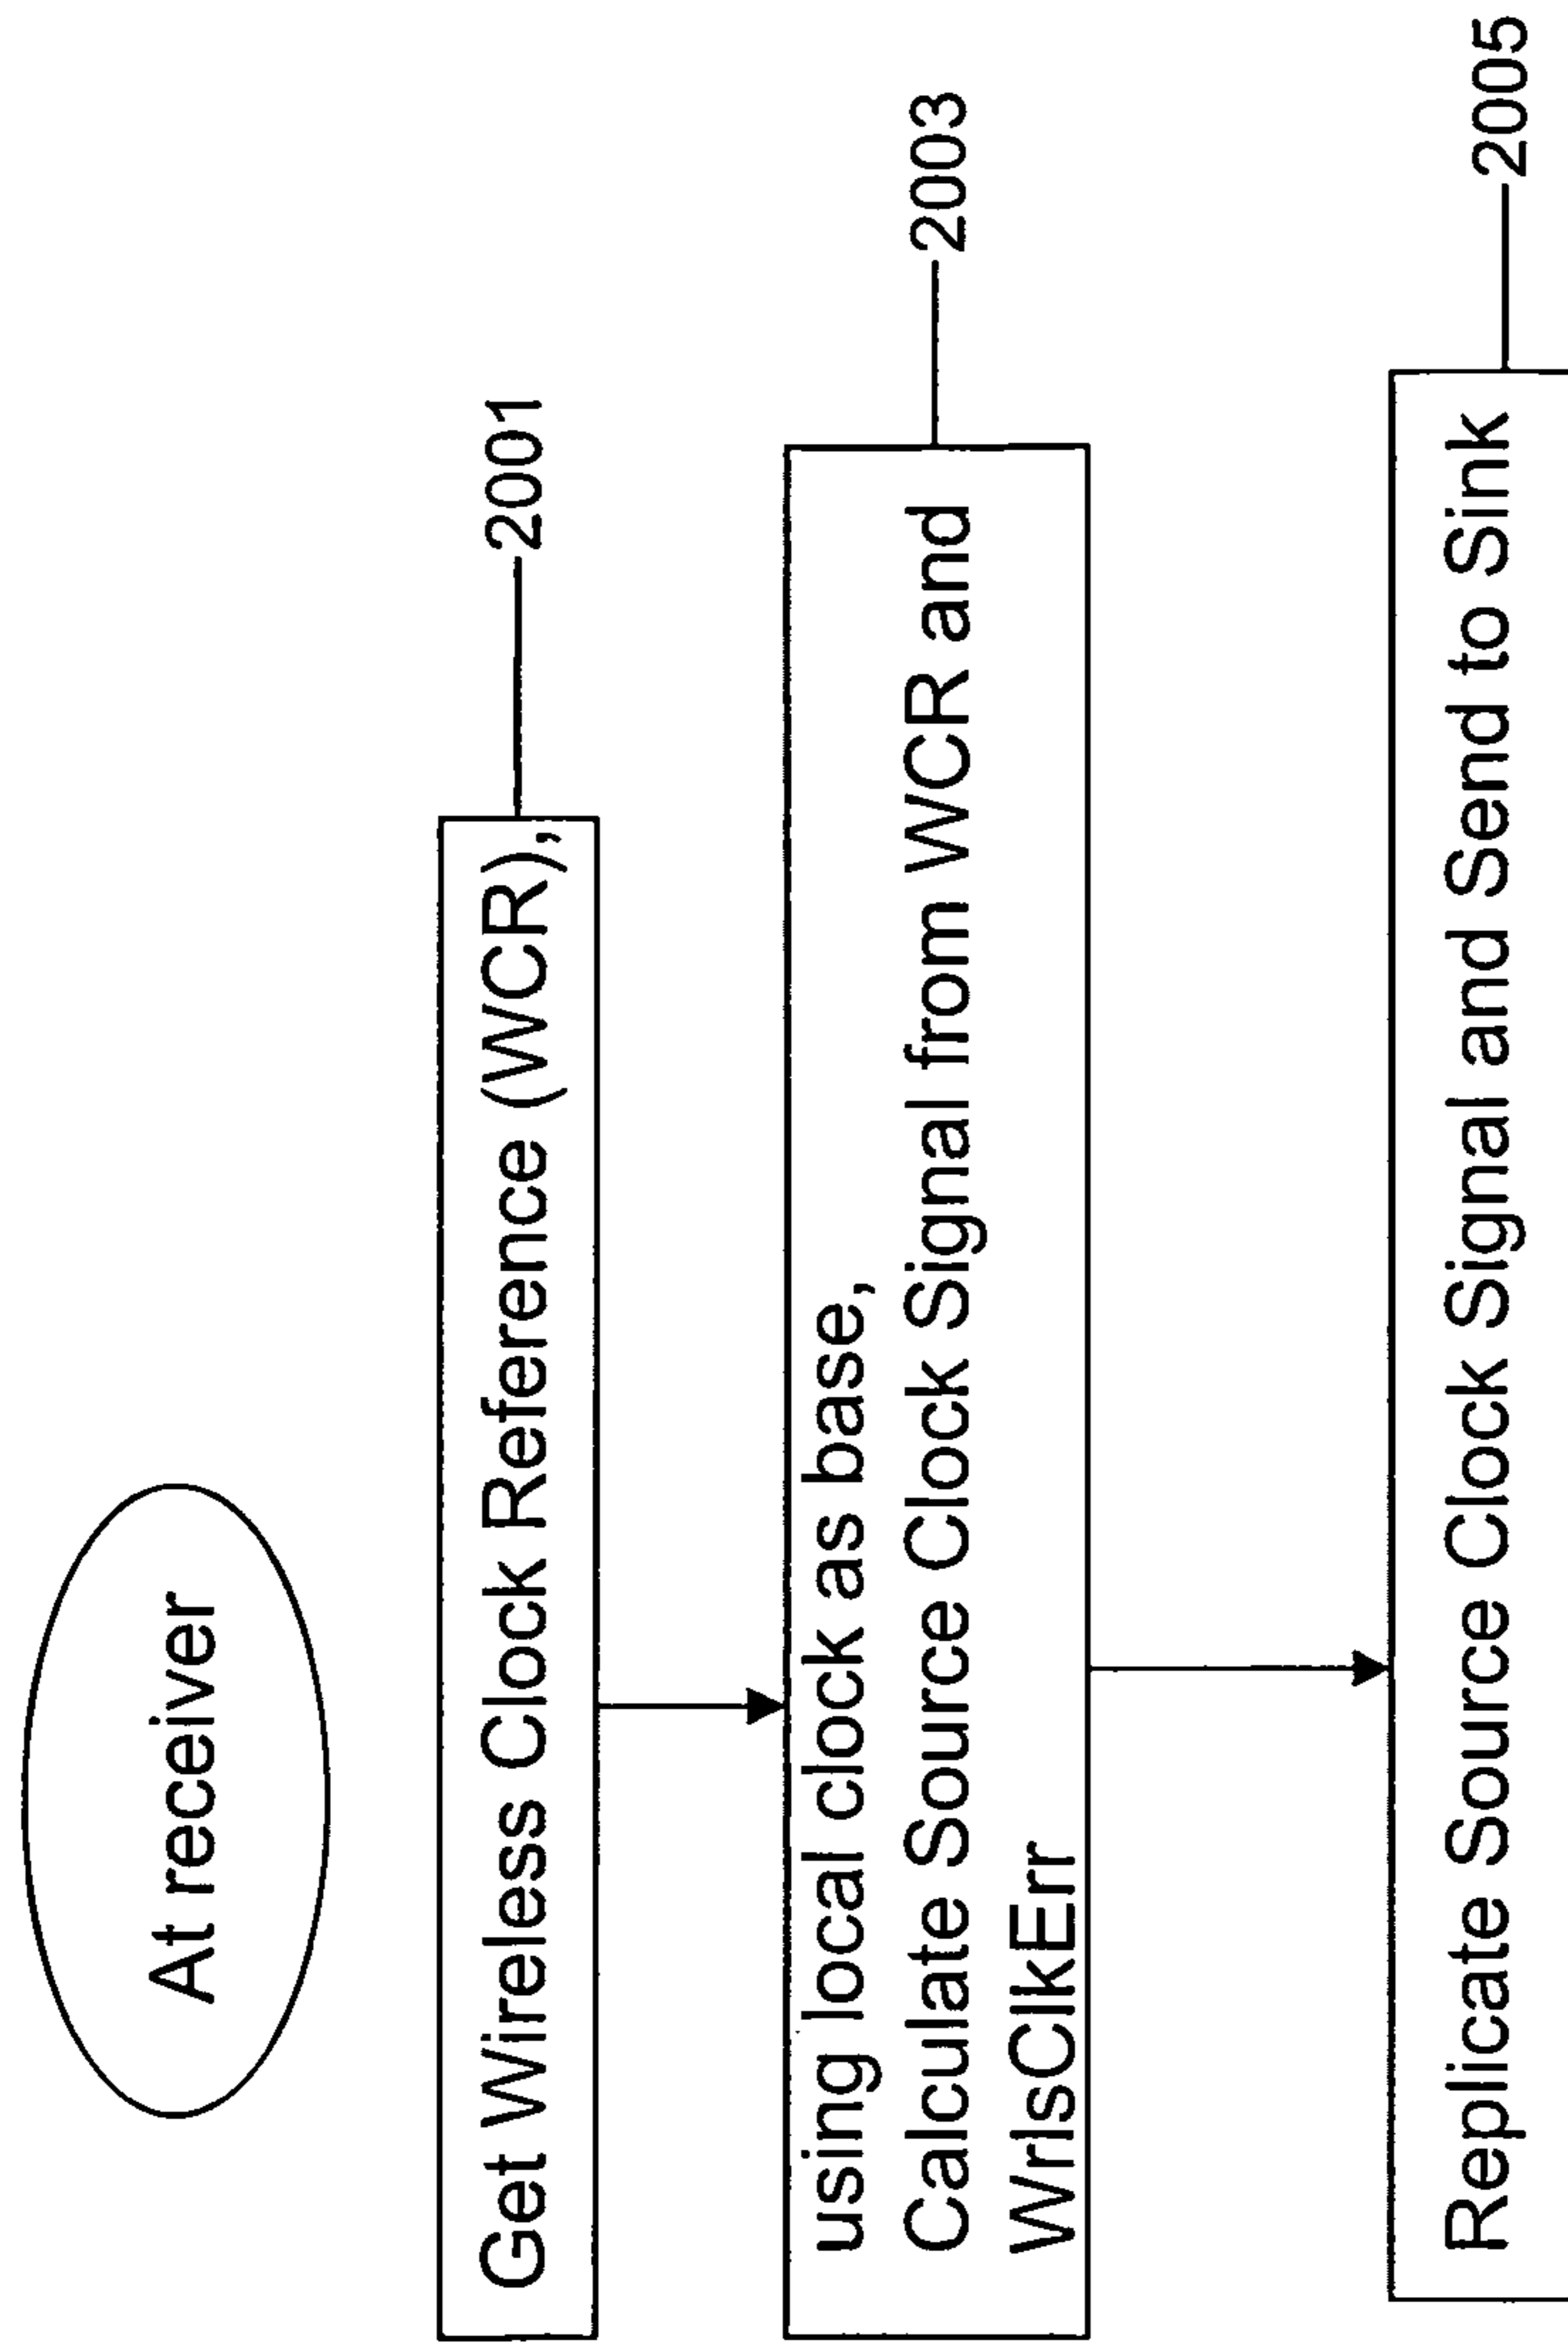 At receiver
Get Wireless Clock Reference (WCR),
2001
using local clock as base,
Calculate Source Clock Signal from WCR and
WrlsClkErr
2003
Replicate Source Clock Signal and Send to Sink
2005